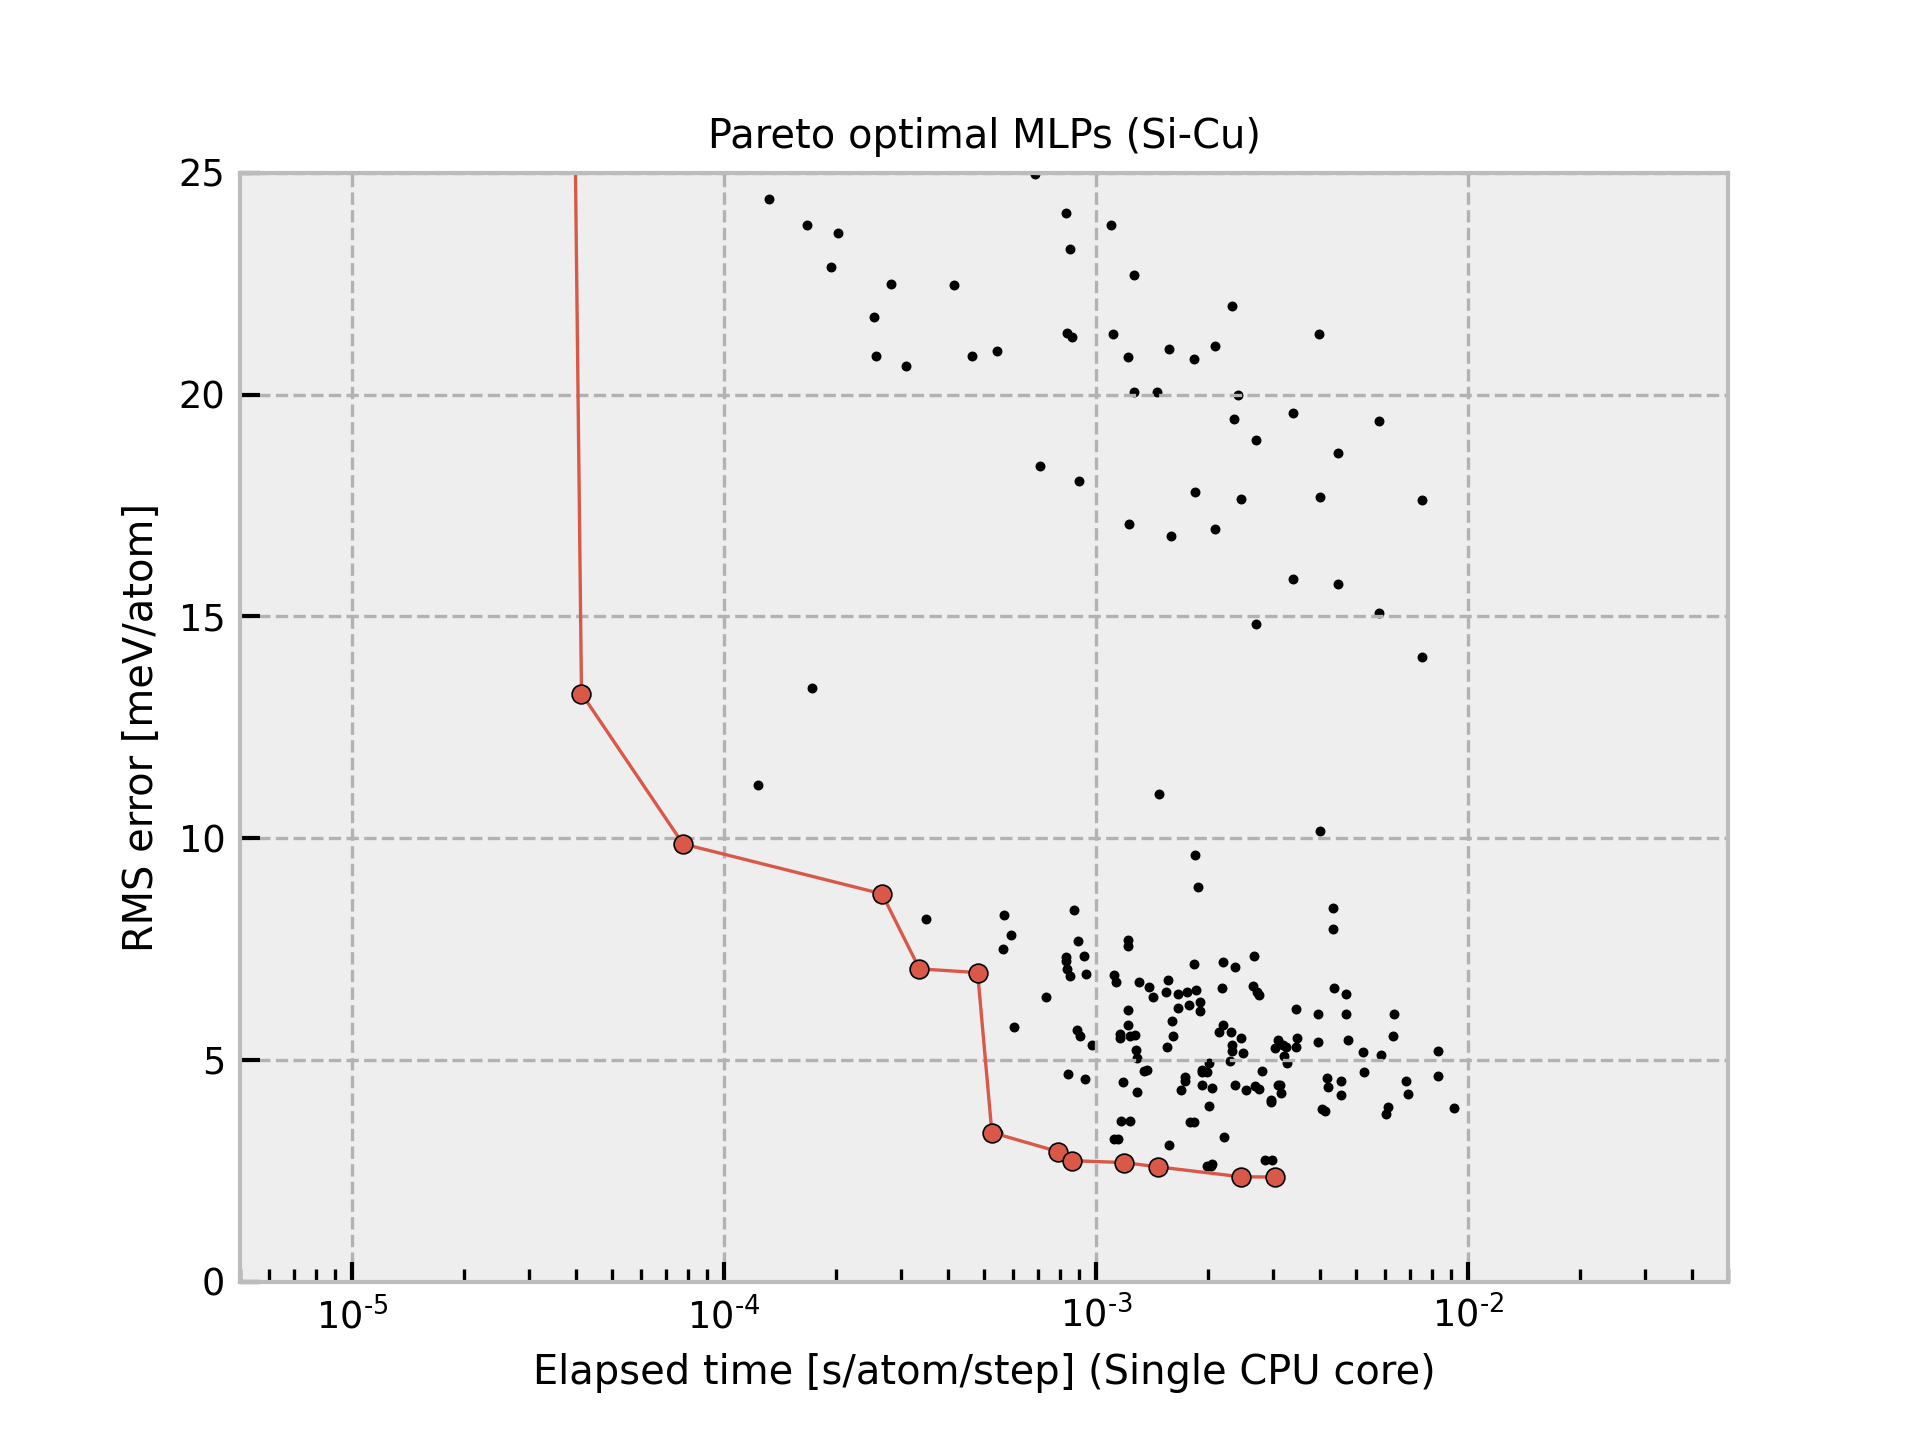 Pareto optimal MLPs (Si-Cu)
25
20
15
10
5
0
RMS error [meV/atom]
10-5 10-4 10-3 10-2
Elapsed time [s/atom/step] (Single CPU core)